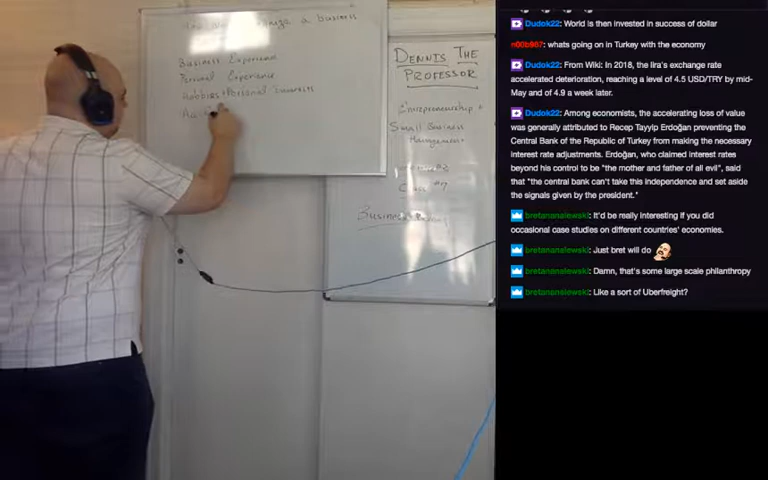 a business
Business Experience
Personal Experience
Hobbies + Personal Interests
DENNIS THE
PROFESSOR
Entrepreneurship +
Small Business
Management
Class #7
Business
Dudok22: World is then invested in success of dollar
n00b987: whats going on in Turkey with the economy
Dudok22: From Wiki: In 2018, the lira's exchange rate
accelerated deterioration, reaching a level of 4.5 USD/TRY by mid-
May and of 4.9 a week later.
Dudok22: Among economists, the accelerating loss of value
was generally attributed to Recep Tayyip Erdoğan preventing the
Central Bank of the Republic of Turkey from making the necessary
interest rate adjustments. Erdoğan, who claimed interest rates
beyond his control to be "the mother and father of all evil", said
that "the central bank can't take this independence and set aside
the signals given by the president."
bretananalewski: It'd be really interesting if you did
occasional case studies on different countries' economies.
bretananalewski: Just bret will do
bretananalewski: Damn, that's some large scale philanthropy
bretananalewski: Like a sort of Uberfreight?